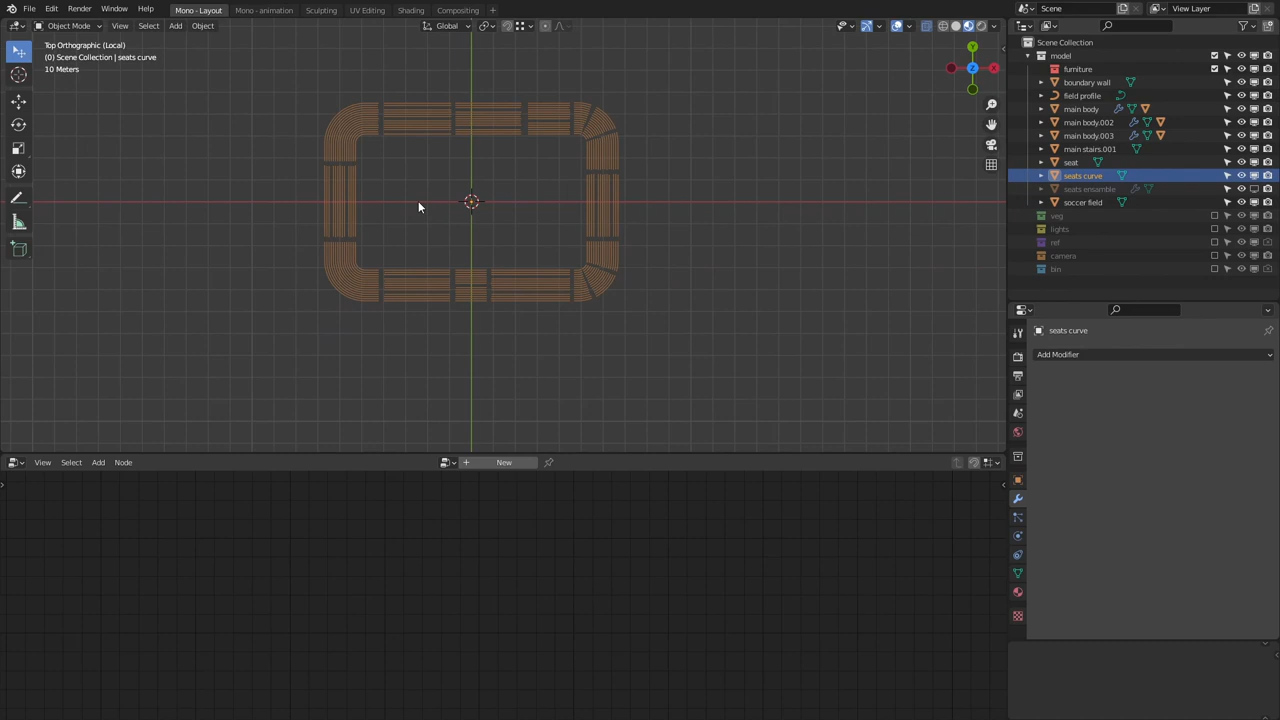 File Edit Render Window Help Mono - Layout Mono - animation Sculpting UV Editing Shading Compositing + Scene View Layer
Object Mode View Select Add Object Global
Top Orthographic (Local)
(0) Scene Collection | seats curve
10 Meters
Y
Z
X
Scene Collection
model
furniture
boundary wall
field profile
main body
main body.002
main body.003
main stairs.001
seat
seats curve
seats ensamble
soccer field
veg
lights
ref
camera
bin
seats curve
Add Modifier
View Select Add Node + New